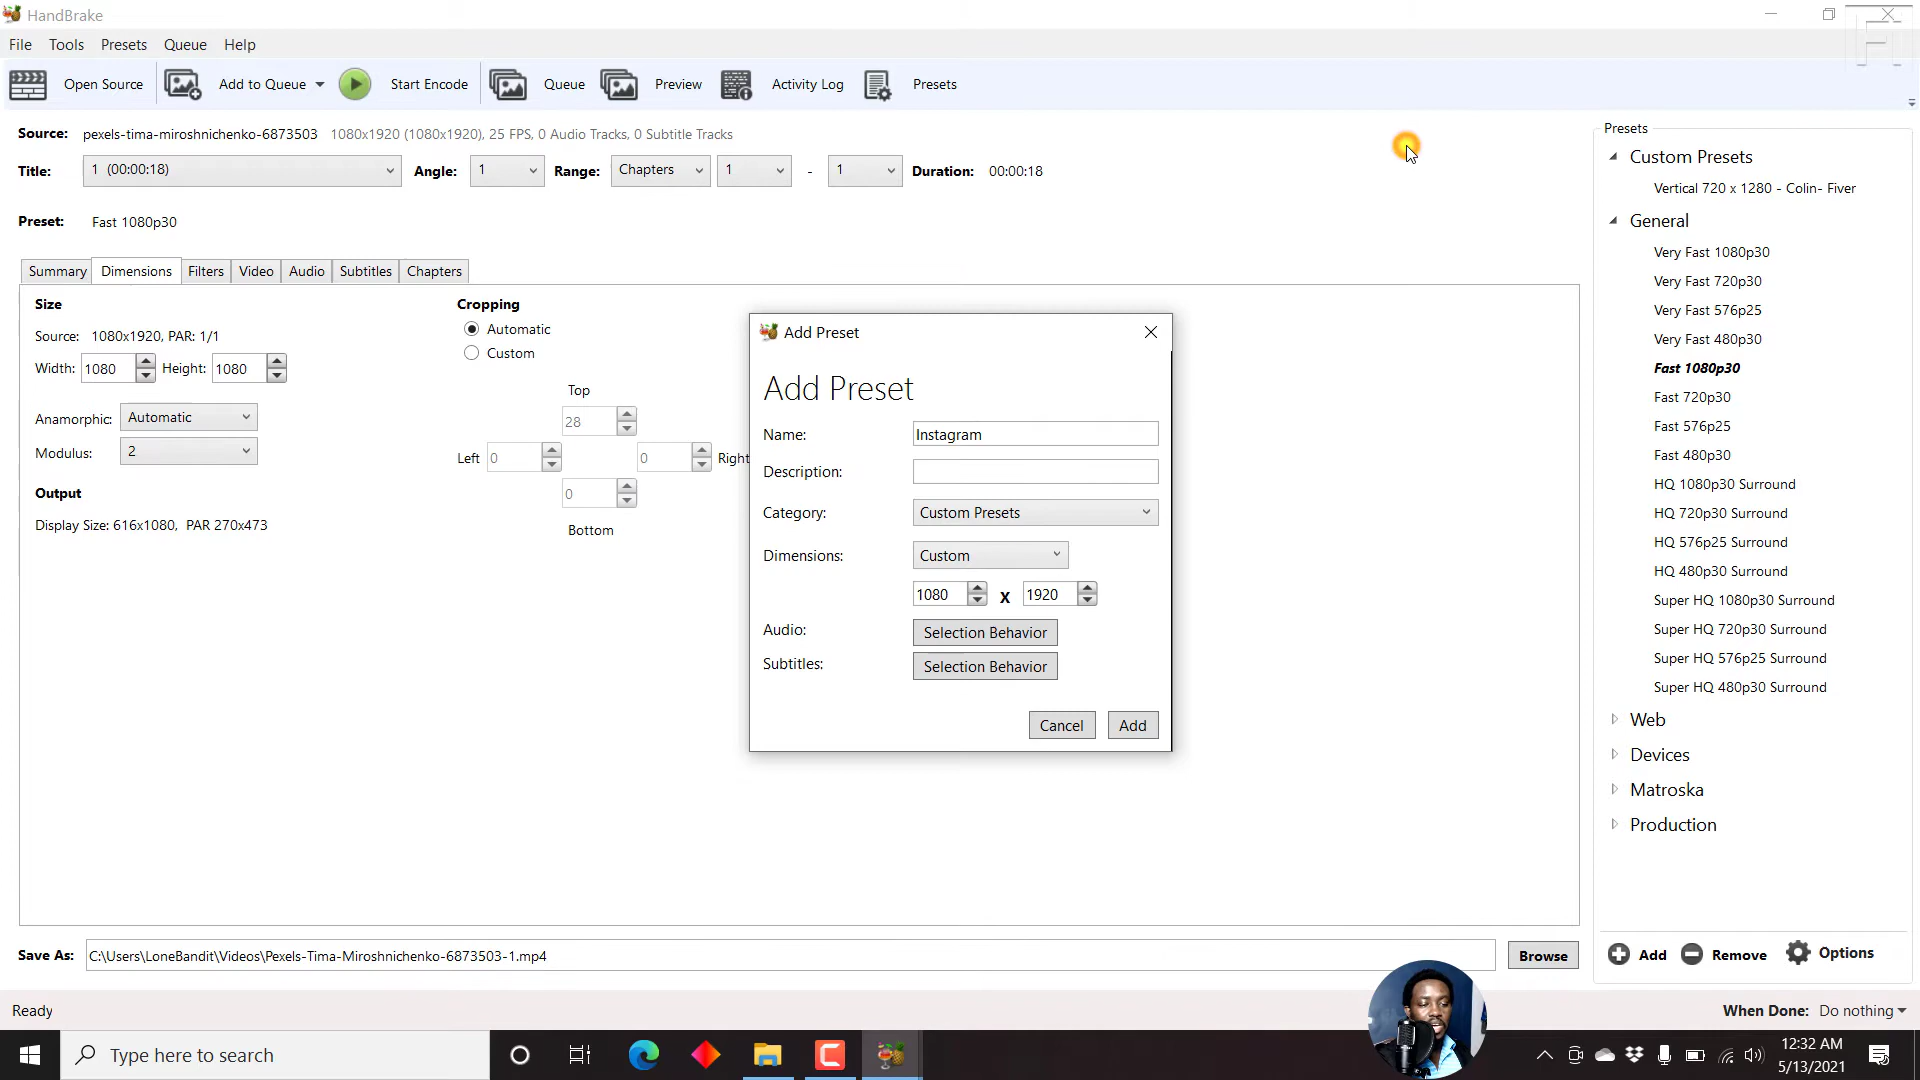 HandBrake
File Tools Presets Queue Help
Open Source Add to Queue Start Encode Queue Preview Activity Log Presets
Source: pexels-tima-miroshnichenko-6873503 1080x1920 (1080x1920), 25 FPS, 0 Audio Tracks, 0 Subtitle Tracks
Title: 1 (00:00:18) Angle: 1 Range: Chapters 1 - 1 Duration: 00:00:18
Preset: Fast 1080p30
Summary Dimensions Filters Video Audio Subtitles Chapters
Size
Source: 1080x1920, PAR: 1/1
Width: 1080 Height: 1080
Anamorphic: Automatic
Modulus: 2
Output
Display Size: 616x1080, PAR 270x473
Cropping
Automatic
Custom
Top
28
Left 0 0 Right
0
Bottom
Add Preset
Add Preset
Name: Instagram
Description:
Category: Custom Presets
Dimensions: Custom
1080 x 1920
Audio: Selection Behavior
Subtitles: Selection Behavior
Cancel Add
Presets
Custom Presets
Vertical 720 x 1280 - Colin- Fiver
General
Very Fast 1080p30
Very Fast 720p30
Very Fast 576p25
Very Fast 480p30
Fast 1080p30
Fast 720p30
Fast 576p25
Fast 480p30
HQ 1080p30 Surround
HQ 720p30 Surround
HQ 576p25 Surround
HQ 480p30 Surround
Super HQ 1080p30 Surround
Super HQ 720p30 Surround
Super HQ 576p25 Surround
Super HQ 480p30 Surround
Web
Devices
Matroska
Production
Add Remove Options
Save As: C:\Users\LoneBandit\Videos\Pexels-Tima-Miroshnichenko-6873503-1.mp4 Browse
Ready When Done: Do nothing
Type here to search
12:32 AM
5/13/2021